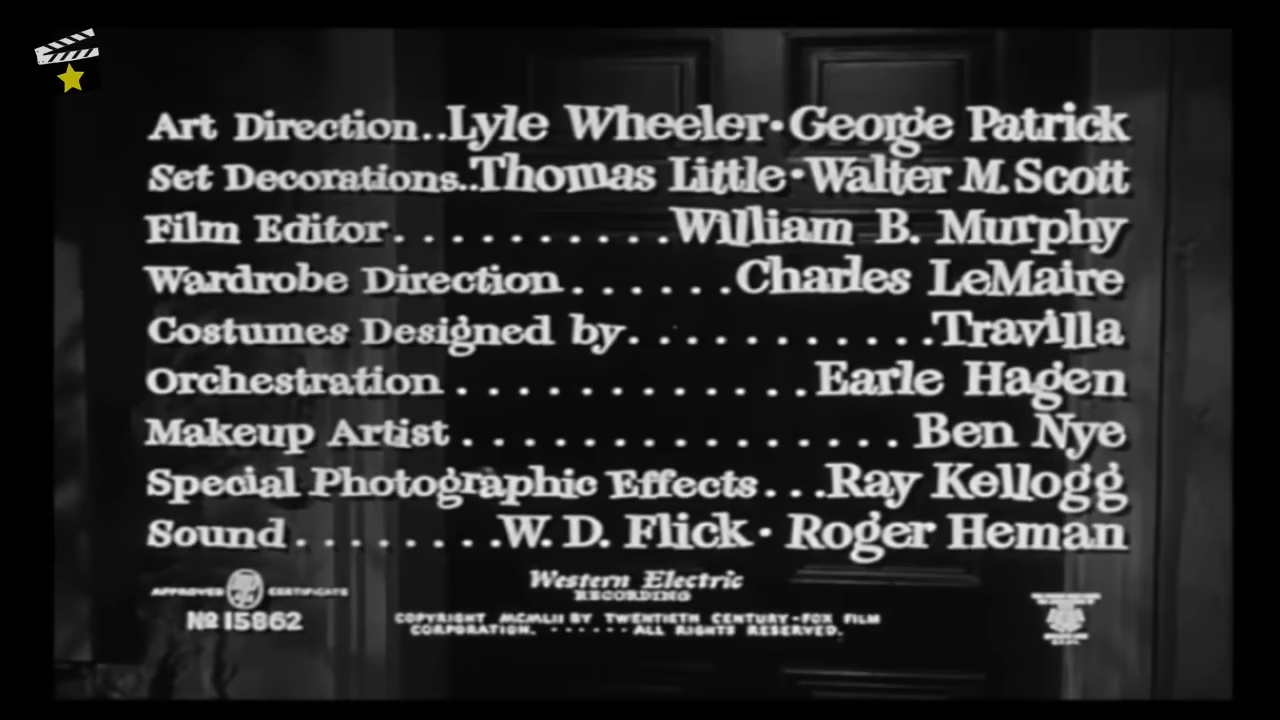 Art Direction..Lyle Wheeler·George Patrick
Set Decorations..Thomas Little·Walter M. Scott
Film Editor..........William B. Murphy
Wardrobe Direction......Charles LeMaire
Costumes Designed by...........Travilla
Orchestration............Earle Hagen
Makeup Artist...............Ben Nye
Special Photographic Effects...Ray Kellogg
Sound........W. D. Flick·Roger Heman
APPROVED CERTIFICATE
Nº 15862
Western Electric
RECORDING
COPYRIGHT MCMLII BY TWENTIETH CENTURY-FOX FILM
CORPORATION. ······ALL RIGHTS RESERVED.